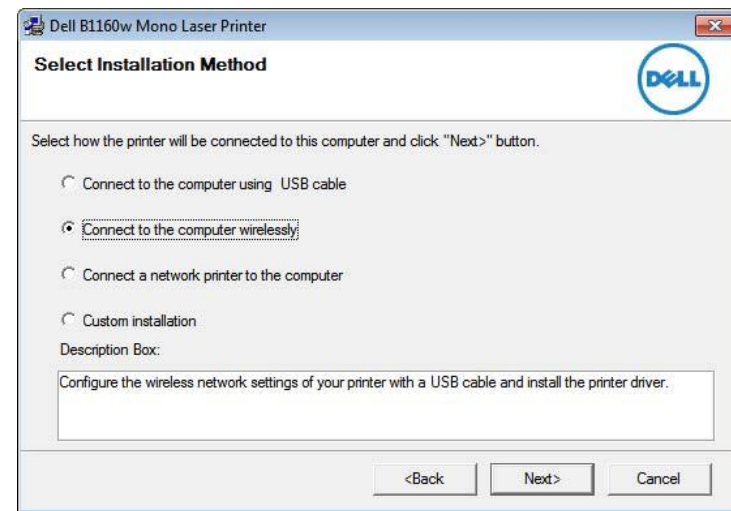 Dell B1160w Mono Laser Printer
Select Installation Method
DELL
Select how the printer will be connected to this computer and click "Next>" button.
Connect to the computer using USB cable
Connect to the computer wirelessly
Connect a network printer to the computer
Custom installation
Description Box:
Configure the wireless network settings of your printer with a USB cable and install the printer driver.
<Back Next> Cancel